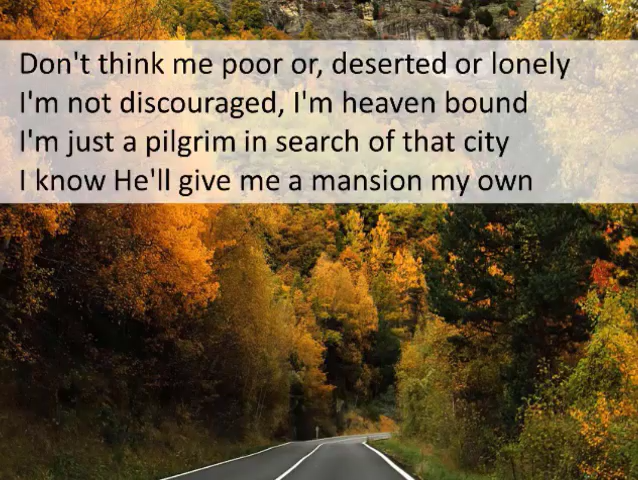 Don't think me poor or, deserted or lonely
I'm not discouraged, I'm heaven bound
I'm just a pilgrim in search of that city
I know He'll give me a mansion my own